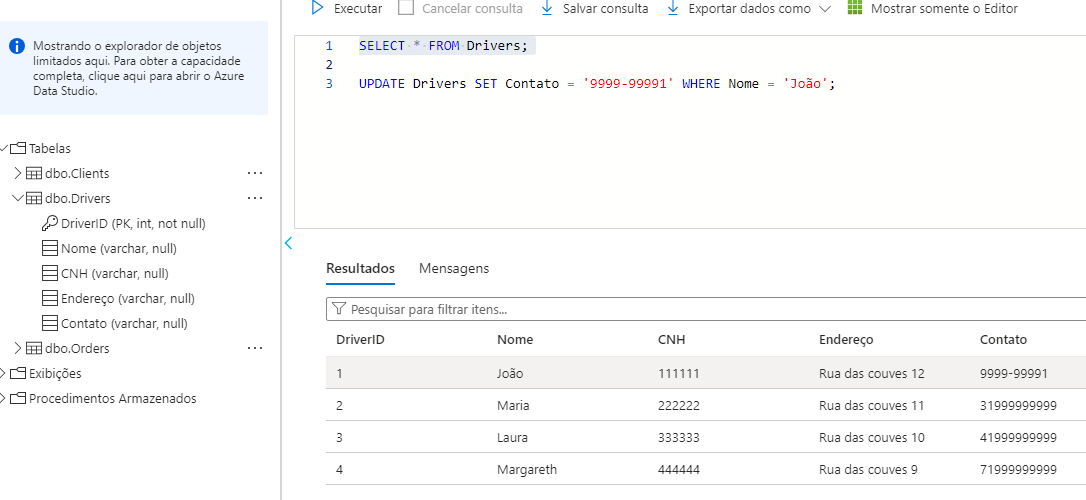 Executar Cancelar consulta Salvar consulta Exportar dados como Mostrar somente o Editor
Mostrando o explorador de objetos
limitados aqui. Para obter a capacidade
completa, clique aqui para abrir o Azure
Data Studio.
Tabelas
dbo.Clients
dbo.Drivers
DriverID (PK, int, not null)
Nome (varchar, null)
CNH (varchar, null)
Endereço (varchar, null)
Contato (varchar, null)
dbo.Orders
Exibições
Procedimentos Armazenados
1 SELECT * FROM Drivers;
2
3 UPDATE Drivers SET Contato = '9999-99991' WHERE Nome = 'João';
Resultados Mensagens
Pesquisar para filtrar itens...
DriverID Nome CNH Endereço Contato
1 João 111111 Rua das couves 12 9999-99991
2 Maria 222222 Rua das couves 11 31999999999
3 Laura 333333 Rua das couves 10 41999999999
4 Margareth 444444 Rua das couves 9 71999999999